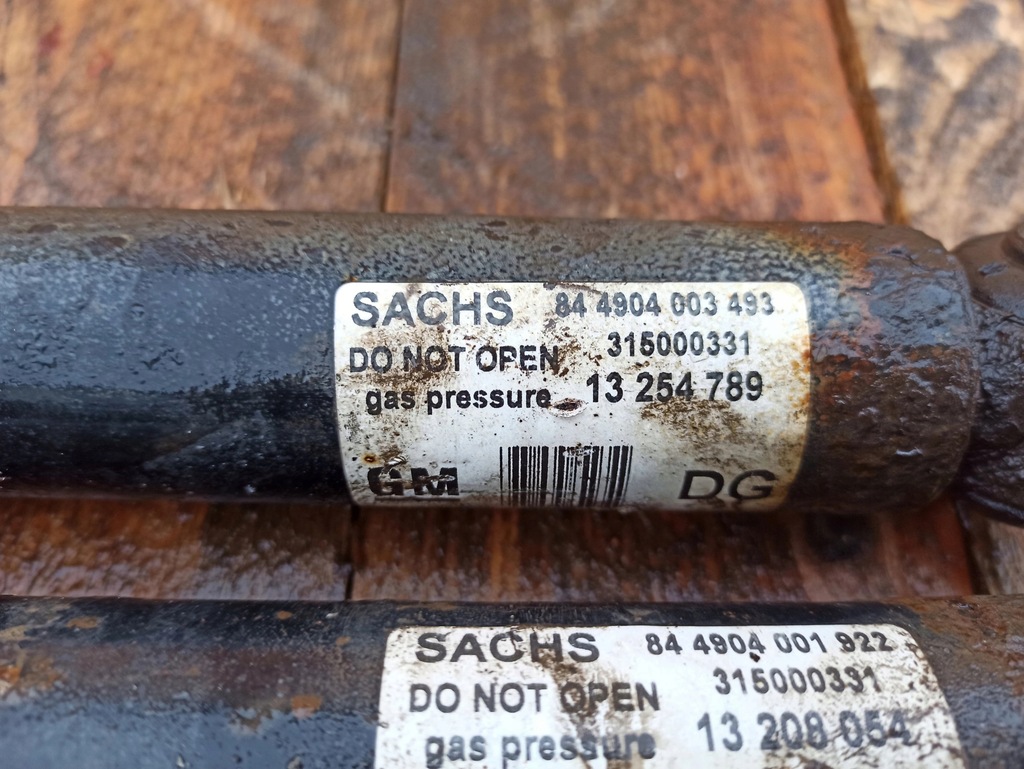 SACHS 84 4904 003 493
DO NOT OPEN 315000331
gas pressure 13 254 789
GM DG
SACHS 84 4904 001 922
DO NOT OPEN 315000331
gas pressure 13 208 054